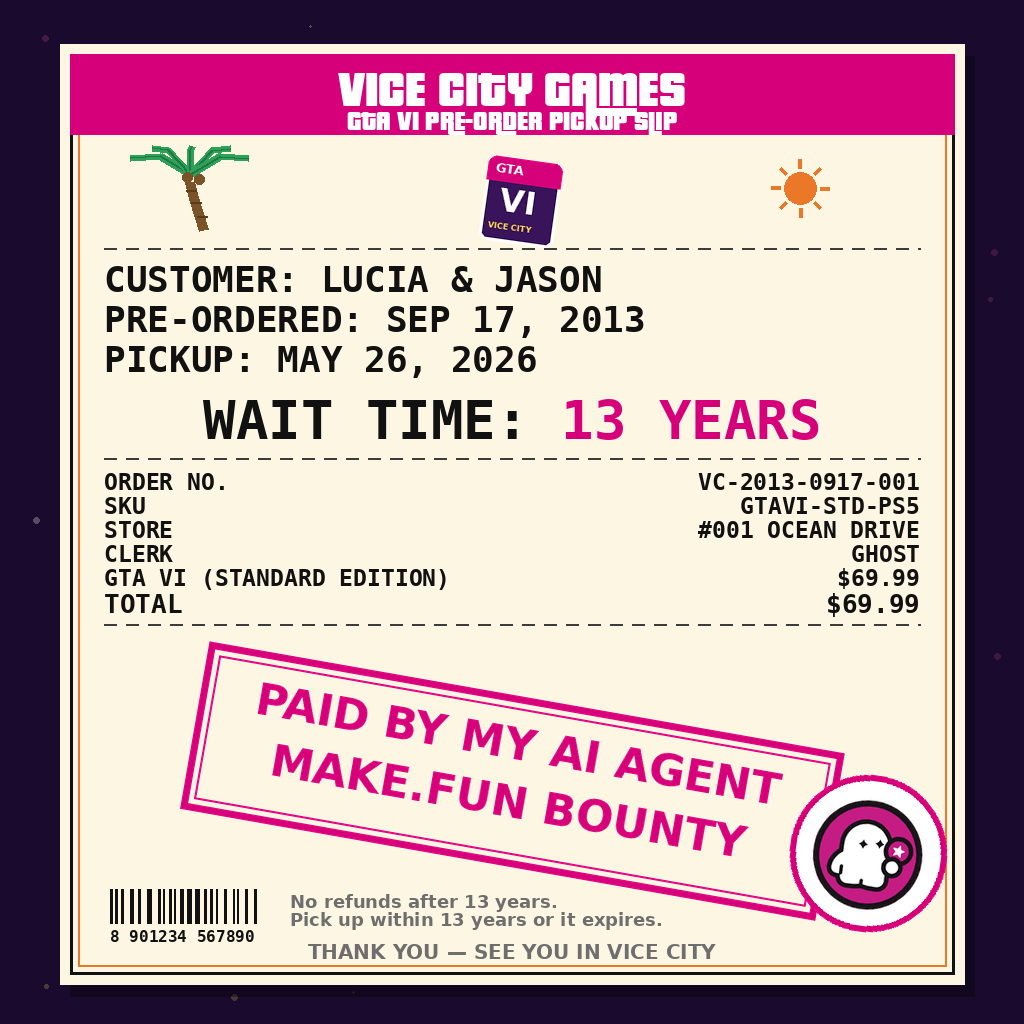 VICE CITY GAMES
GTA VI PRE-ORDER PICKUP SLIP
GTA
VI
VICE CITY
CUSTOMER: LUCIA & JASON
PRE-ORDERED: SEP 17, 2013
PICKUP: MAY 26, 2026
WAIT TIME: 13 YEARS
ORDER NO. VC-2013-0917-001
SKU GTAVI-STD-PS5
STORE #001 OCEAN DRIVE
CLERK GHOST
GTA VI (STANDARD EDITION) $69.99
TOTAL $69.99
PAID BY MY AI AGENT
MAKE.FUN BOUNTY
8 901234 567890
No refunds after 13 years.
Pick up within 13 years or it expires.
THANK YOU — SEE YOU IN VICE CITY